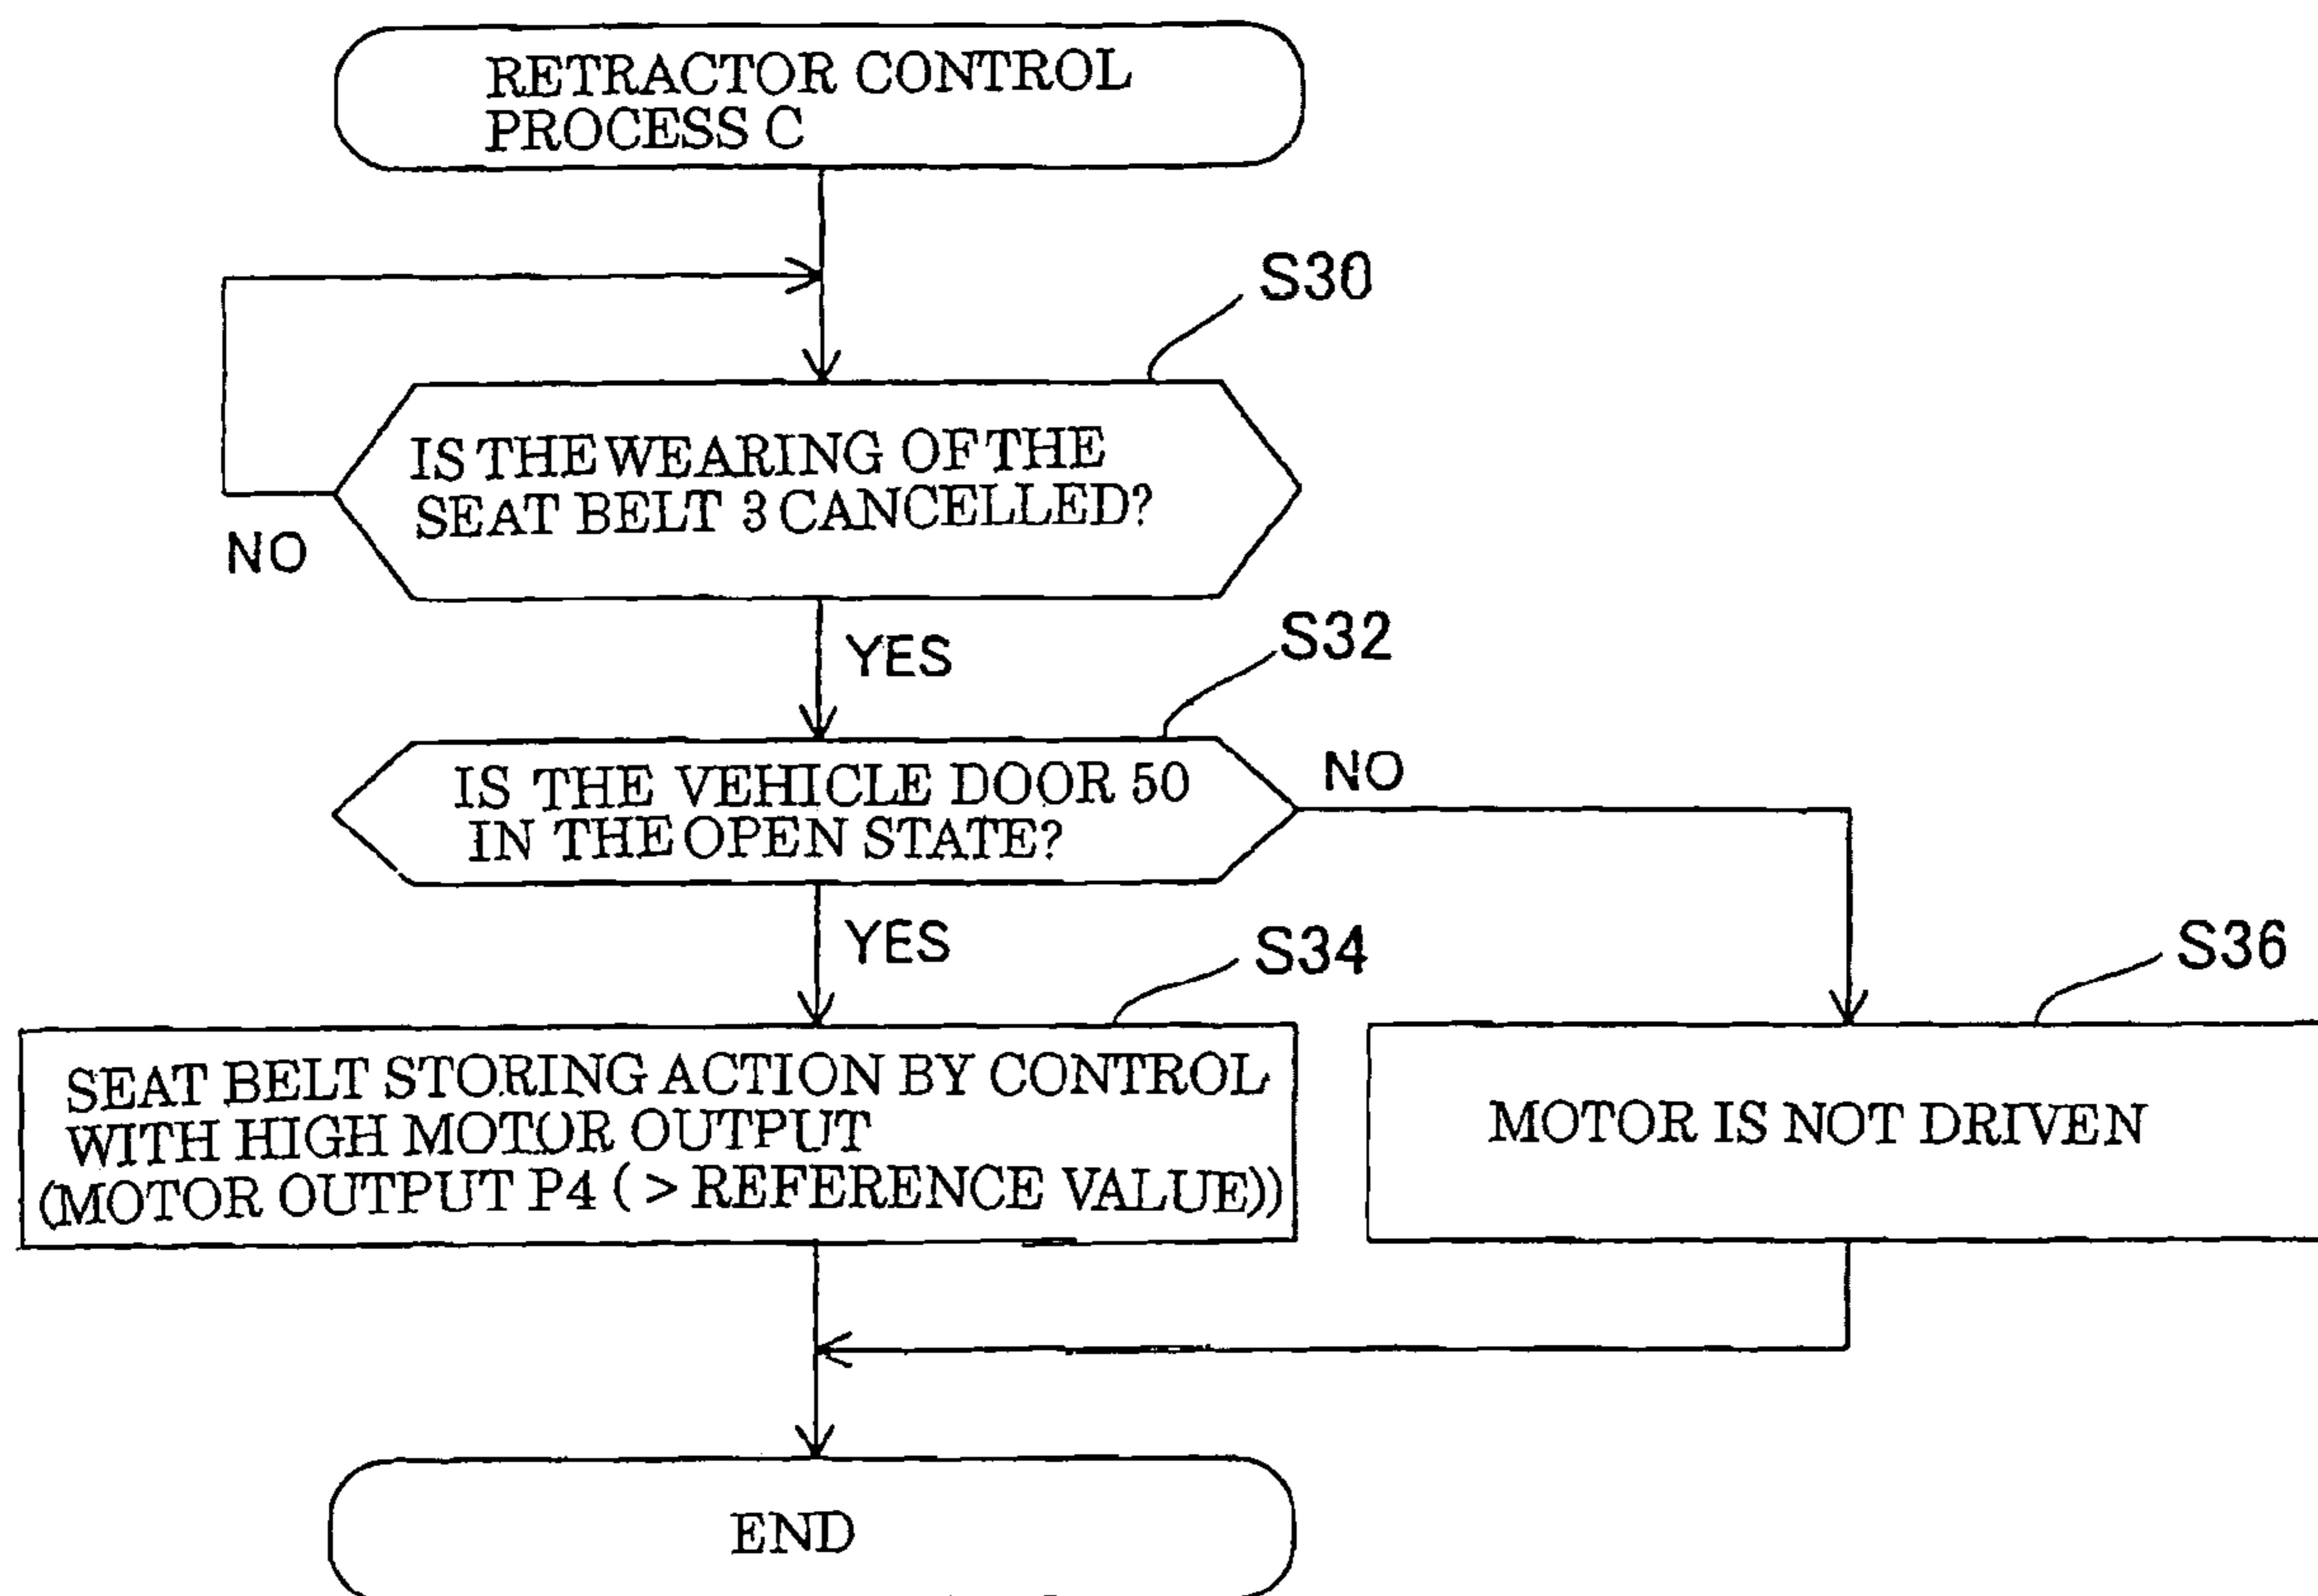 RETRACTOR CONTROL
PROCESS C
S30
IS THE WEARING OF THE
SEAT BELT 3 CANCELLED?
NO
YES
S32
IS THE VEHICLE DOOR 50
IN THE OPEN STATE?
NO
YES
S34
S36
SEAT BELT STORING ACTION BY CONTROL
WITH HIGH MOTOR OUTPUT
(MOTOR OUTPUT P4 ( > REFERENCE VALUE))
MOTOR IS NOT DRIVEN
END